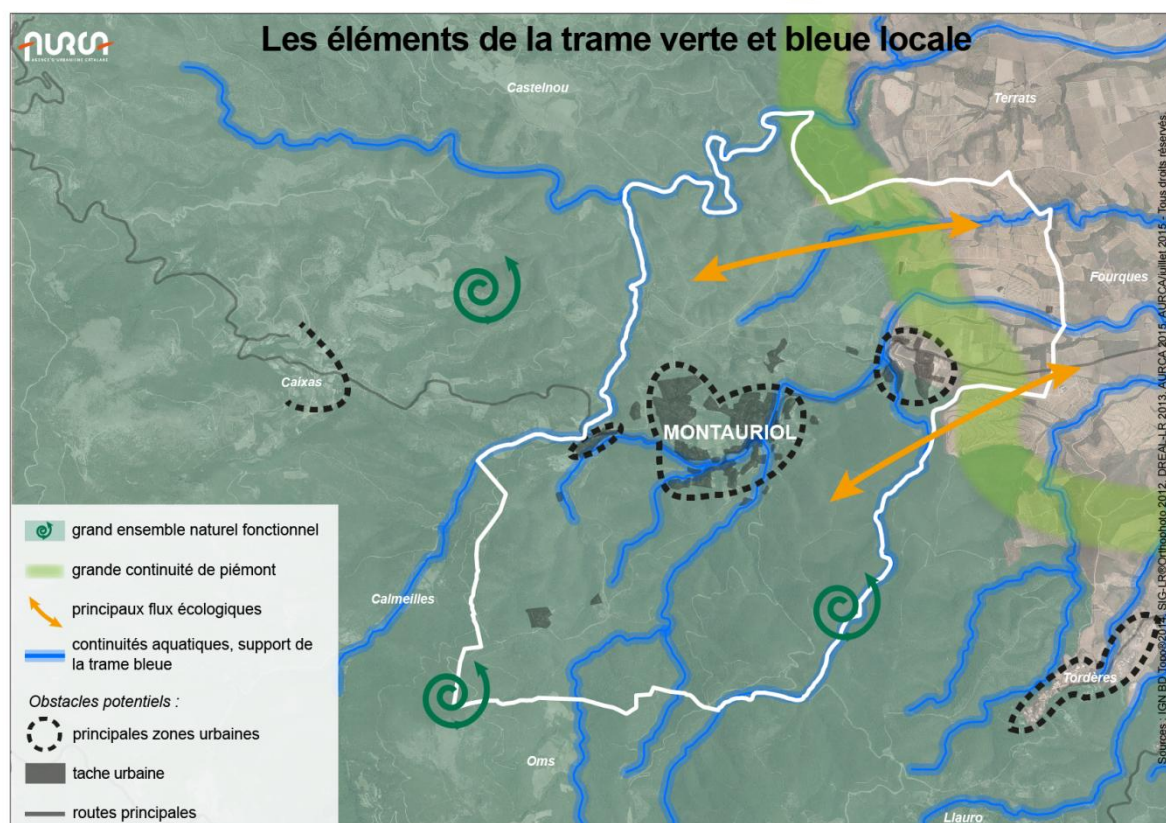 AURCA
AGENCE D'URBANISME CATALANE
Les éléments de la trame verte et bleue locale
Castelnou
Terrats
Fourques
Caixas
MONTAURIOL
Calmeilles
Tordères
Oms
Llauro
grand ensemble naturel fonctionnel
grande continuité de piémont
principaux flux écologiques
continuités aquatiques, support de
la trame bleue
Obstacles potentiels :
principales zones urbaines
tache urbaine
routes principales
Sources : IGN BD Topo®2014, SIG-LR®Orthophoto 2012, DREAL-LR 2013, AURCA 2015, AURCA/juillet 2015 - Tous droits réservés.